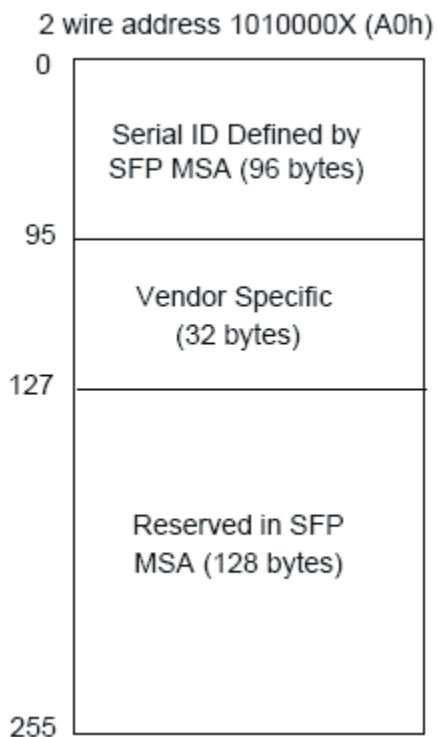 2 wire address 1010000X (A0h)
0
Serial ID Defined by
SFP MSA (96 bytes)
95
Vendor Specific
(32 bytes)
127
Reserved in SFP
MSA (128 bytes)
255